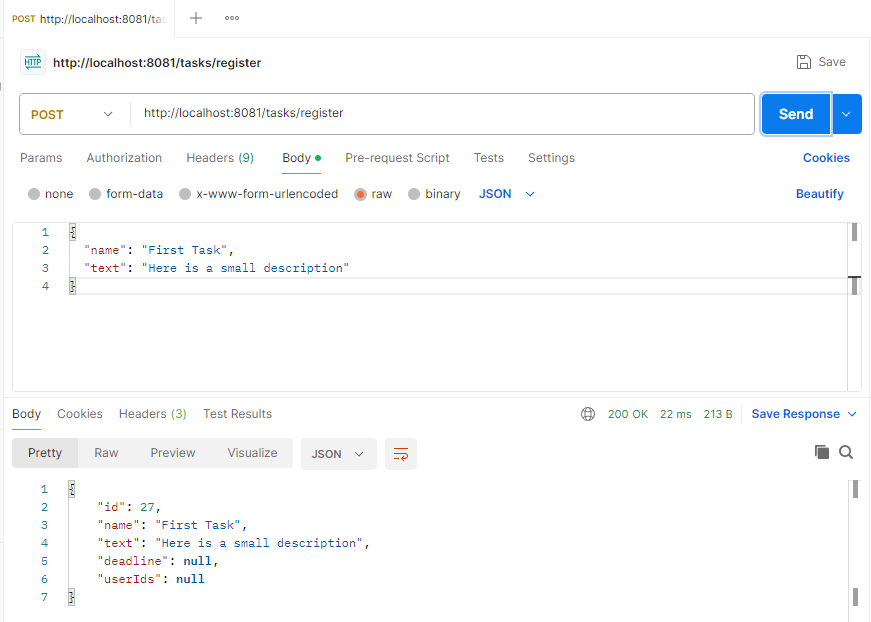 POST http://localhost:8081/tas
http://localhost:8081/tasks/register
Save
POST http://localhost:8081/tasks/register
Send
Params Authorization Headers (9) Body Pre-request Script Tests Settings Cookies
none form-data x-www-form-urlencoded raw binary JSON Beautify
1 {
2 "name": "First Task",
3 "text": "Here is a small description"
4 }
Body Cookies Headers (3) Test Results 200 OK 22 ms 213 B Save Response
Pretty Raw Preview Visualize JSON
1 {
2 "id": 27,
3 "name": "First Task",
4 "text": "Here is a small description",
5 "deadline": null,
6 "userIds": null
7 }